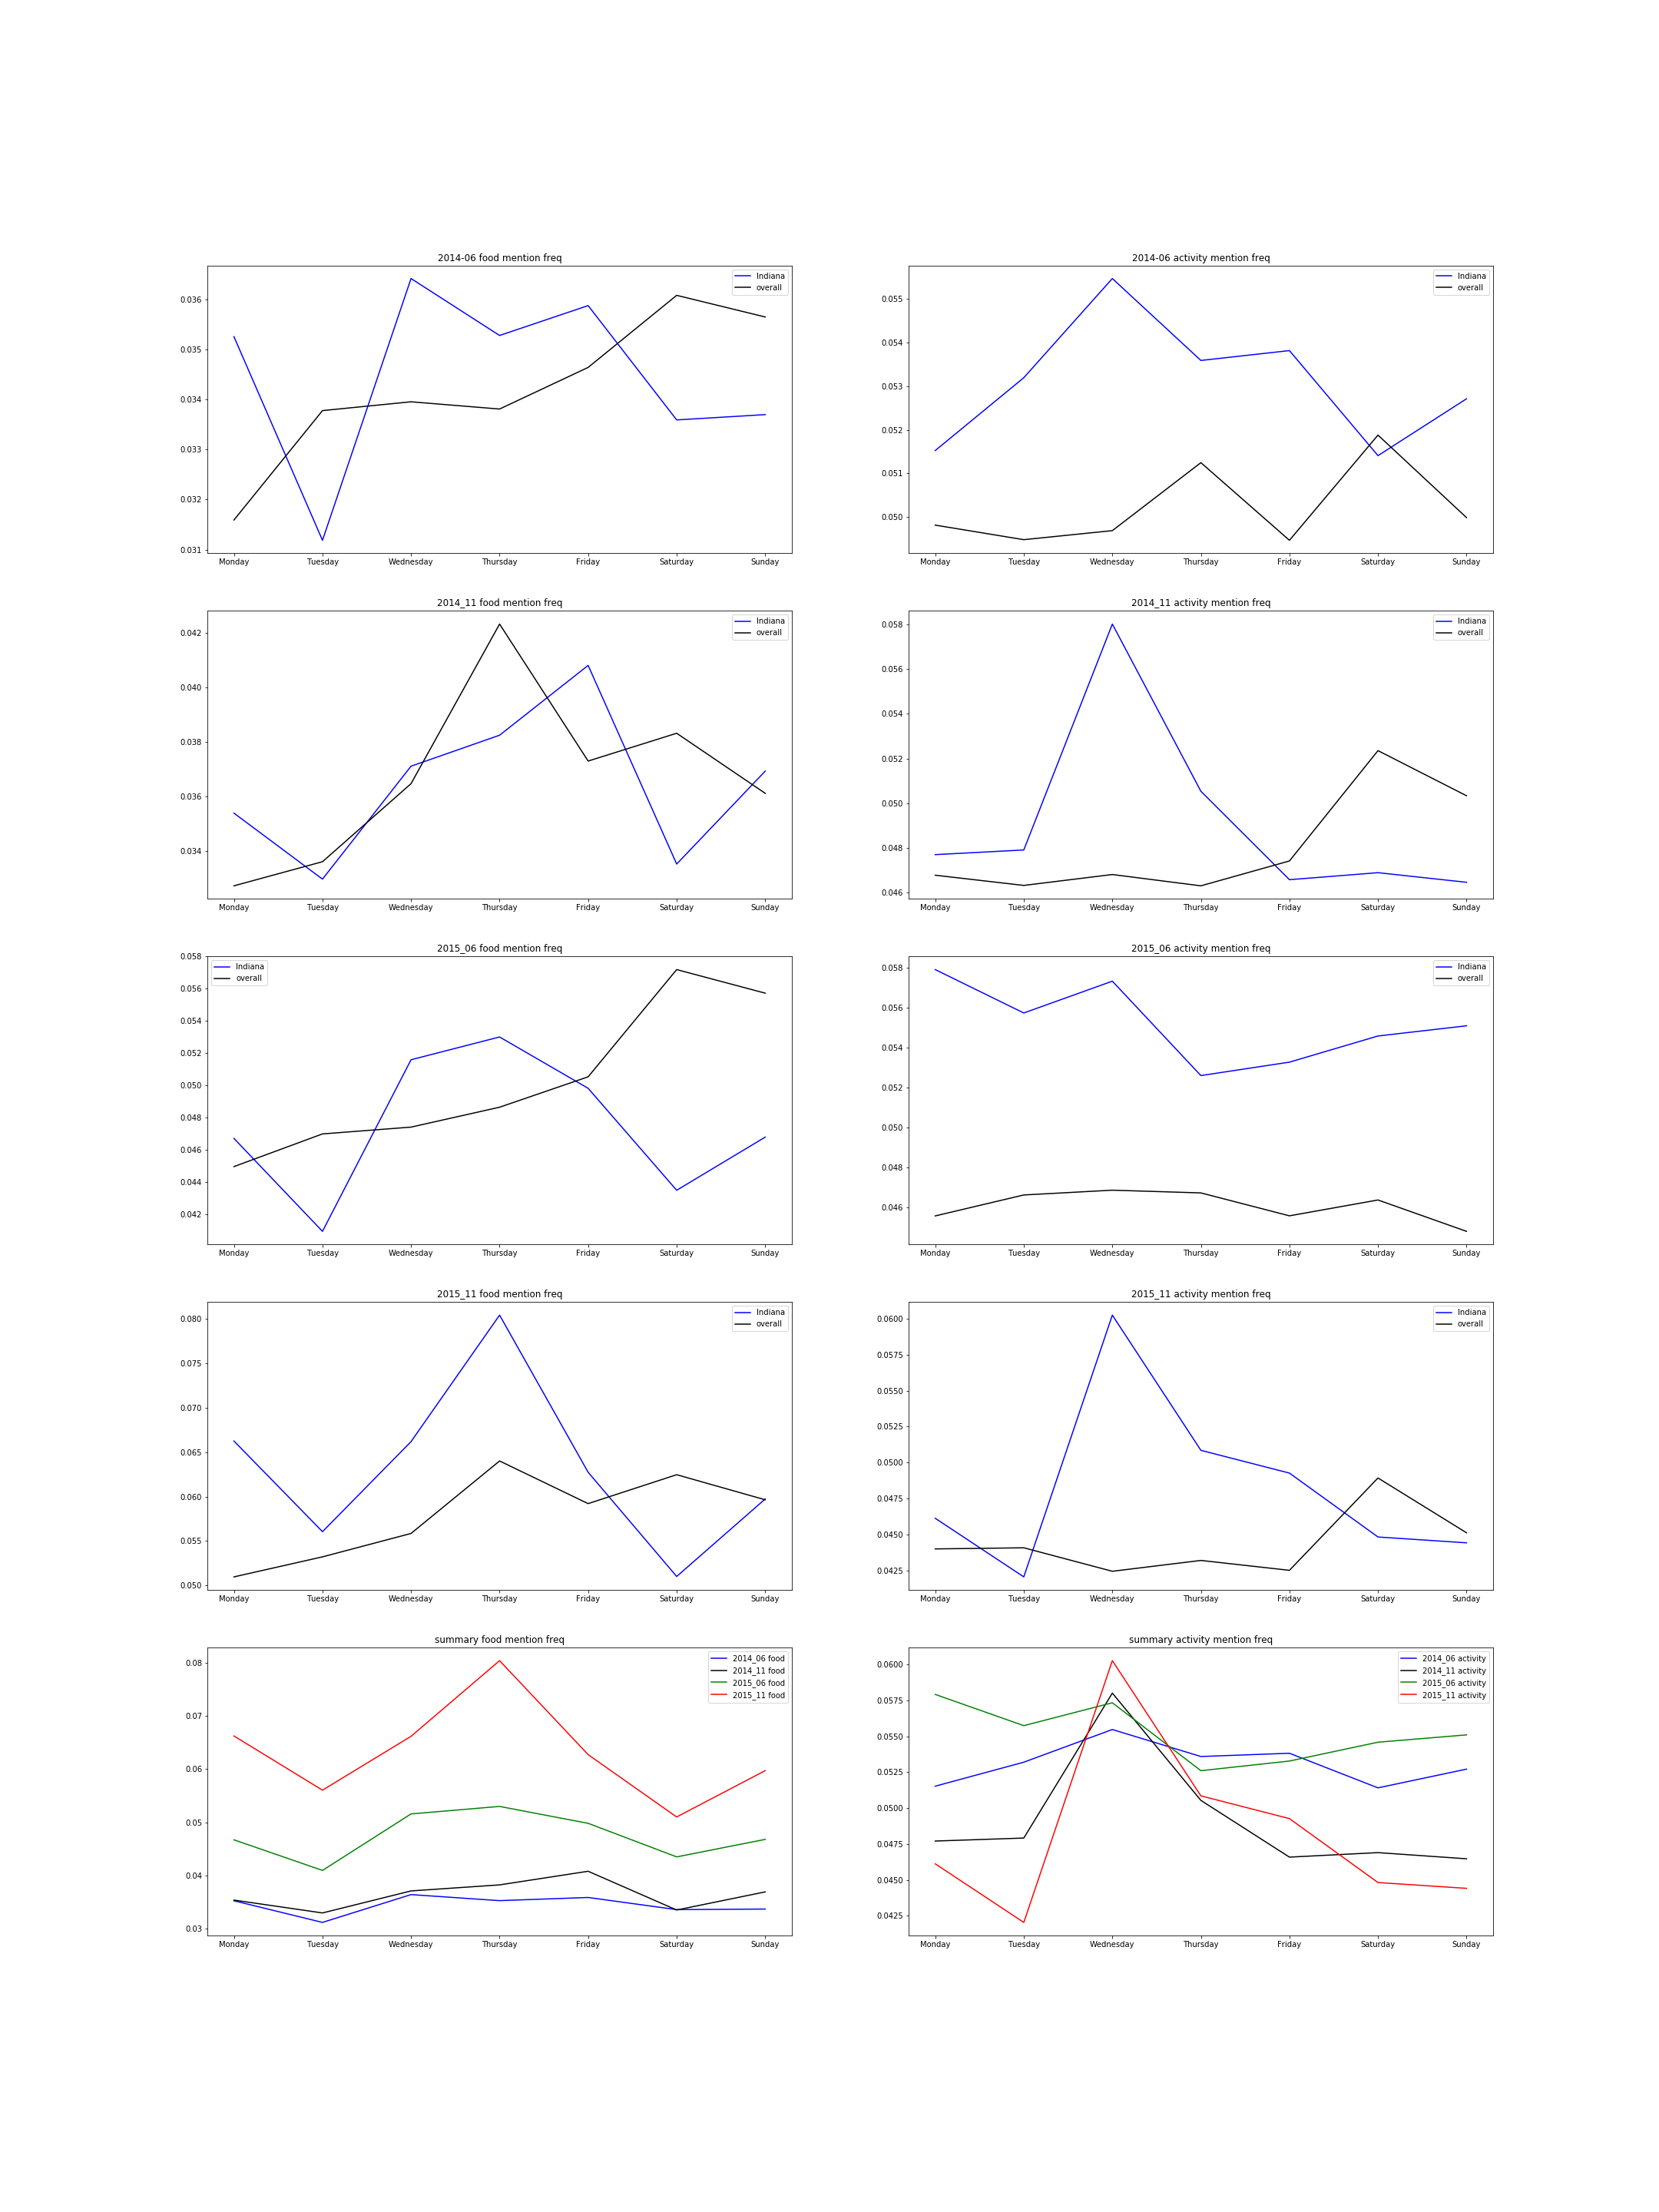 2014-06 food mention freq
Indiana
overall
0.036
0.035
0.034
0.033
0.032
0.031
Monday Tuesday Wednesday Thursday Friday Saturday Sunday
2014-06 activity mention freq
Indiana
overall
0.055
0.054
0.053
0.052
0.051
0.050
Monday Tuesday Wednesday Thursday Friday Saturday Sunday
2014_11 food mention freq
Indiana
overall
0.042
0.040
0.038
0.036
0.034
Monday Tuesday Wednesday Thursday Friday Saturday Sunday
2014_11 activity mention freq
Indiana
overall
0.058
0.056
0.054
0.052
0.050
0.048
0.046
Monday Tuesday Wednesday Thursday Friday Saturday Sunday
2015_06 food mention freq
Indiana
overall
0.058
0.056
0.054
0.052
0.050
0.048
0.046
0.044
0.042
Monday Tuesday Wednesday Thursday Friday Saturday Sunday
2015_06 activity mention freq
Indiana
overall
0.058
0.056
0.054
0.052
0.050
0.048
0.046
Monday Tuesday Wednesday Thursday Friday Saturday Sunday
2015_11 food mention freq
Indiana
overall
0.080
0.075
0.070
0.065
0.060
0.055
0.050
Monday Tuesday Wednesday Thursday Friday Saturday Sunday
2015_11 activity mention freq
Indiana
overall
0.0600
0.0575
0.0550
0.0525
0.0500
0.0475
0.0450
0.0425
Monday Tuesday Wednesday Thursday Friday Saturday Sunday
summary food mention freq
2014_06 food
2014_11 food
2015_06 food
2015_11 food
0.08
0.07
0.06
0.05
0.04
0.03
Monday Tuesday Wednesday Thursday Friday Saturday Sunday
summary activity mention freq
2014_06 activity
2014_11 activity
2015_06 activity
2015_11 activity
0.0600
0.0575
0.0550
0.0525
0.0500
0.0475
0.0450
0.0425
Monday Tuesday Wednesday Thursday Friday Saturday Sunday